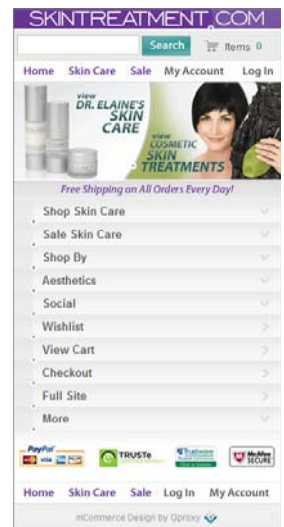 SKINTREATMENT.COM
Search Items 0
Home Skin Care Sale My Account Log In
view
DR. ELAINE'S
SKIN
CARE
view
COSMETIC
SKIN
TREATMENTS
Free Shipping on All Orders Every Day!
Shop Skin Care
Sale Skin Care
Shop By
Aesthetics
Social
Wishlist
View Cart
Checkout
Full Site
More
PayPal VISA
TRUSTe
Trustwave
McAfee
SECURE
Home Skin Care Sale Log In My Account
mCommerce Design by Gproxy